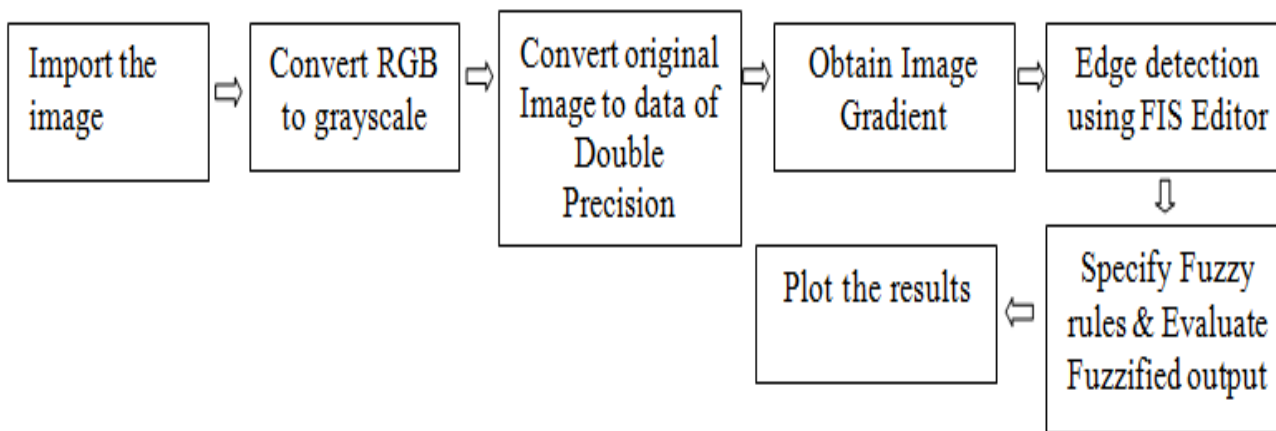 Import the
image
Convert RGB
to grayscale
Convert original
Image to data of
Double
Precision
Obtain Image
Gradient
Edge detection
using FIS Editor
Specify Fuzzy
rules & Evaluate
Fuzzified output
Plot the results